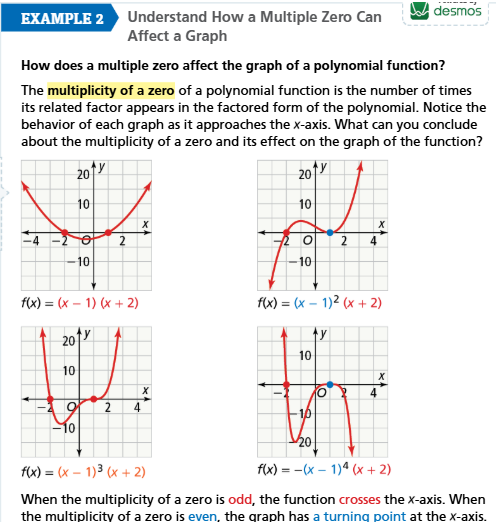 EXAMPLE 2
Understand How a Multiple Zero Can
Affect a Graph
desmos
How does a multiple zero affect the graph of a polynomial function?
The multiplicity of a zero of a polynomial function is the number of times
its related factor appears in the factored form of the polynomial. Notice the
behavior of each graph as it approaches the x-axis. What can you conclude
about the multiplicity of a zero and its effect on the graph of the function?
20 y
10
x
−4 −2 O 2
−10
f(x) = (x − 1) (x + 2)
20 y
10
x
−2 O 2 4
−10
f(x) = (x − 1)² (x + 2)
20 y
10
x
−2 O 2 4
−10
f(x) = (x − 1)³ (x + 2)
y
10
x
−2 O 2 4
−10
−20
f(x) = −(x − 1)⁴ (x + 2)
When the multiplicity of a zero is odd, the function crosses the x-axis. When
the multiplicity of a zero is even, the graph has a turning point at the x-axis.